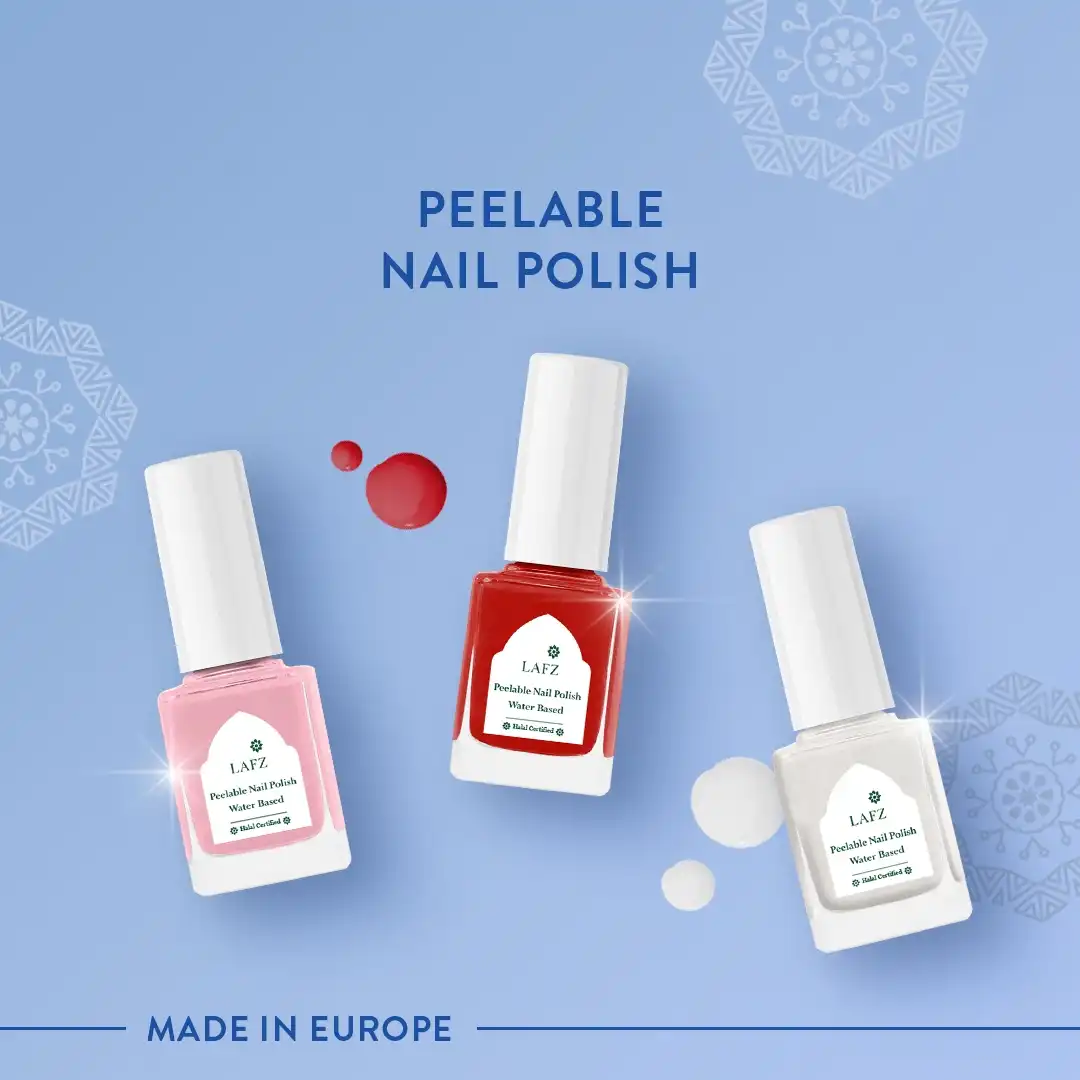 PEELABLE
NAIL POLISH
LAFZ
Peelable Nail Polish
Water Based
Halal Certified
LAFZ
Peelable Nail Polish
Water Based
Halal Certified
LAFZ
Peelable Nail Polish
Water Based
Halal Certified
MADE IN EUROPE